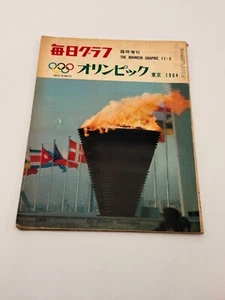 毎日グラフ
臨時増刊
THE MAINICHI GRAPHIC 11・3
オリンピック 東京 1964